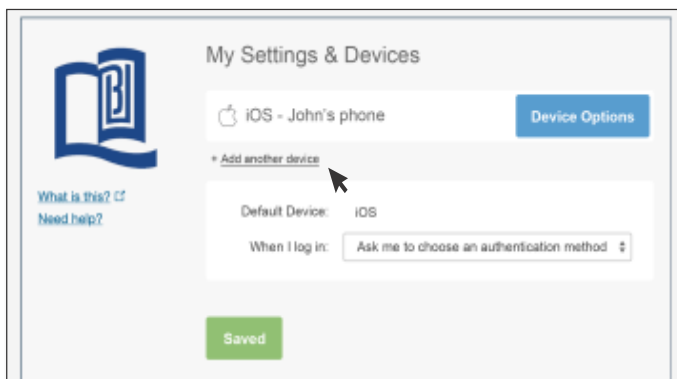 My Settings & Devices
iOS - John's phone
Device Options
+ Add another device
What is this?
Need help?
Default Device: iOS
When I log in: Ask me to choose an authentication method
Saved